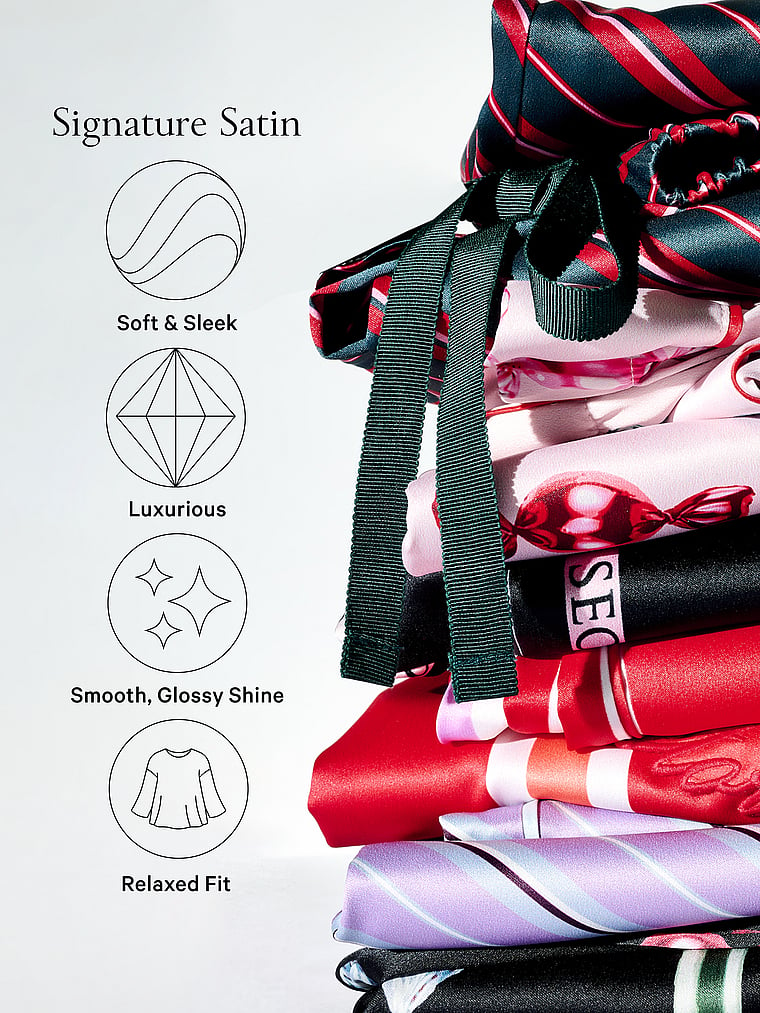 Signature Satin
Soft & Sleek
Luxurious
Smooth, Glossy Shine
Relaxed Fit
SEC